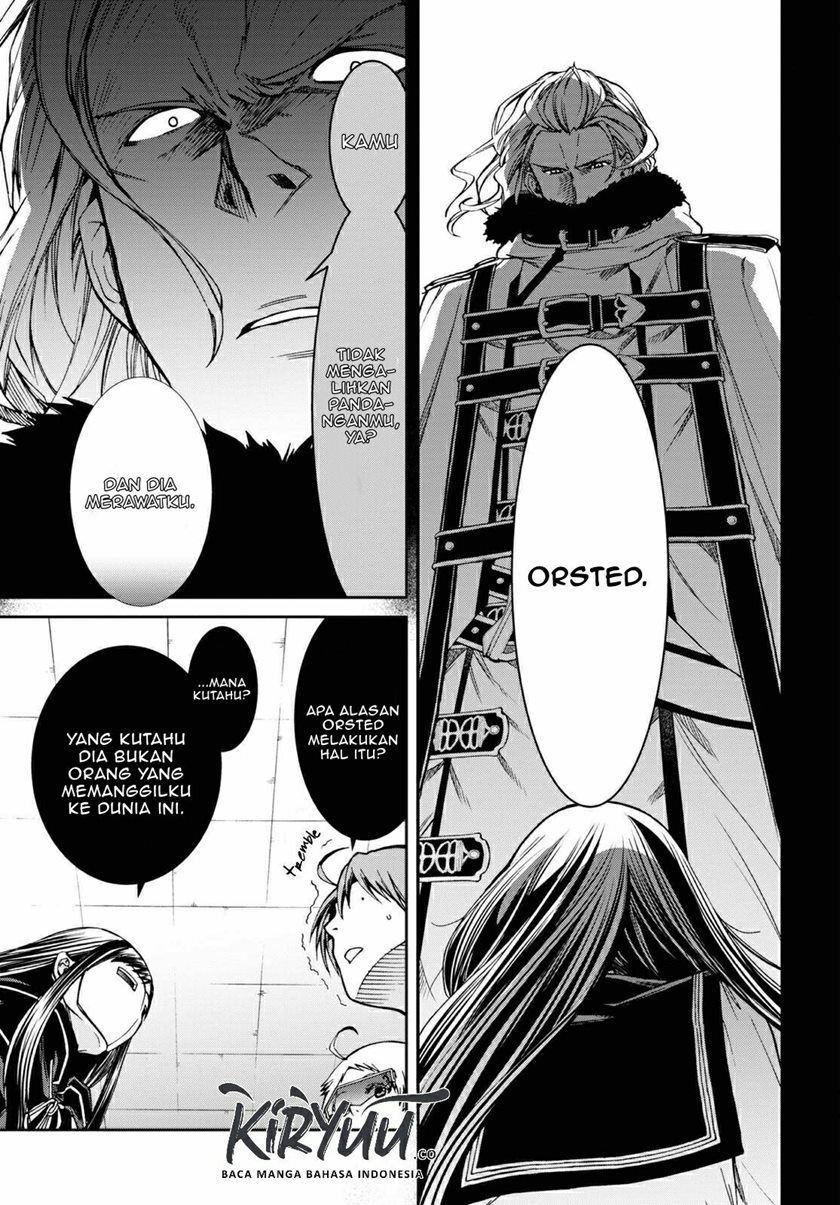 ORSTED.
KAMU
TIDAK
MENGA-
LIHKAN
PANDA-
NGANMU,
YA?
DAN DIA
MERAWATKU.
APA ALASAN
ORSTED
MELAKUKAN
HAL ITU?
...MANA
KUTAHU?
YANG KUTAHU
DIA BUKAN
ORANG YANG
MEMANGGILKU
KE DUNIA INI.
tremble
KIRYUU.CO
BACA MANGA BAHASA INDONESIA